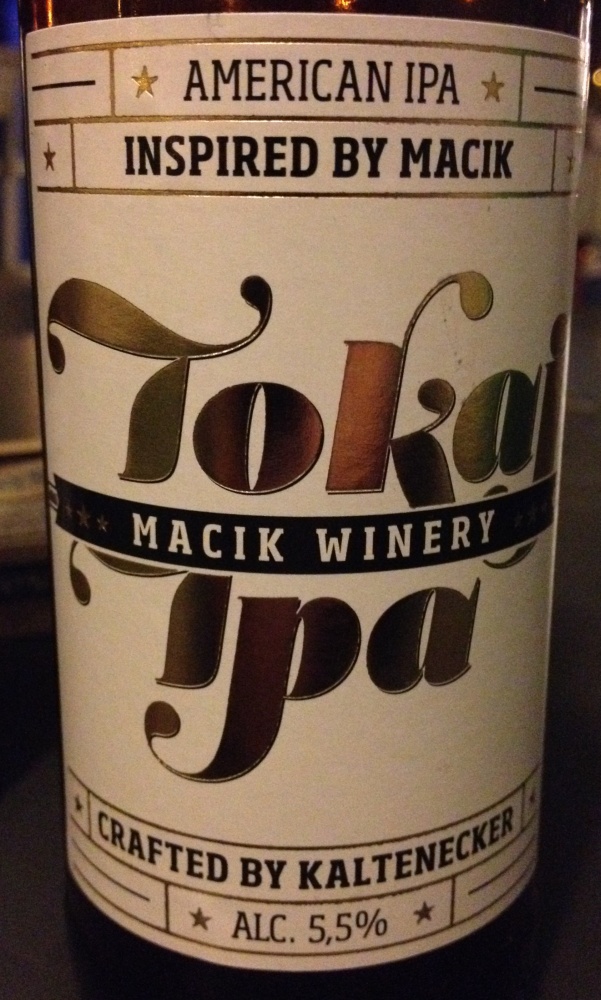 AMERICAN IPA
INSPIRED BY MACIK
Tokaj
MACIK WINERY
Ipa
CRAFTED BY KALTENECKER
ALC. 5,5%